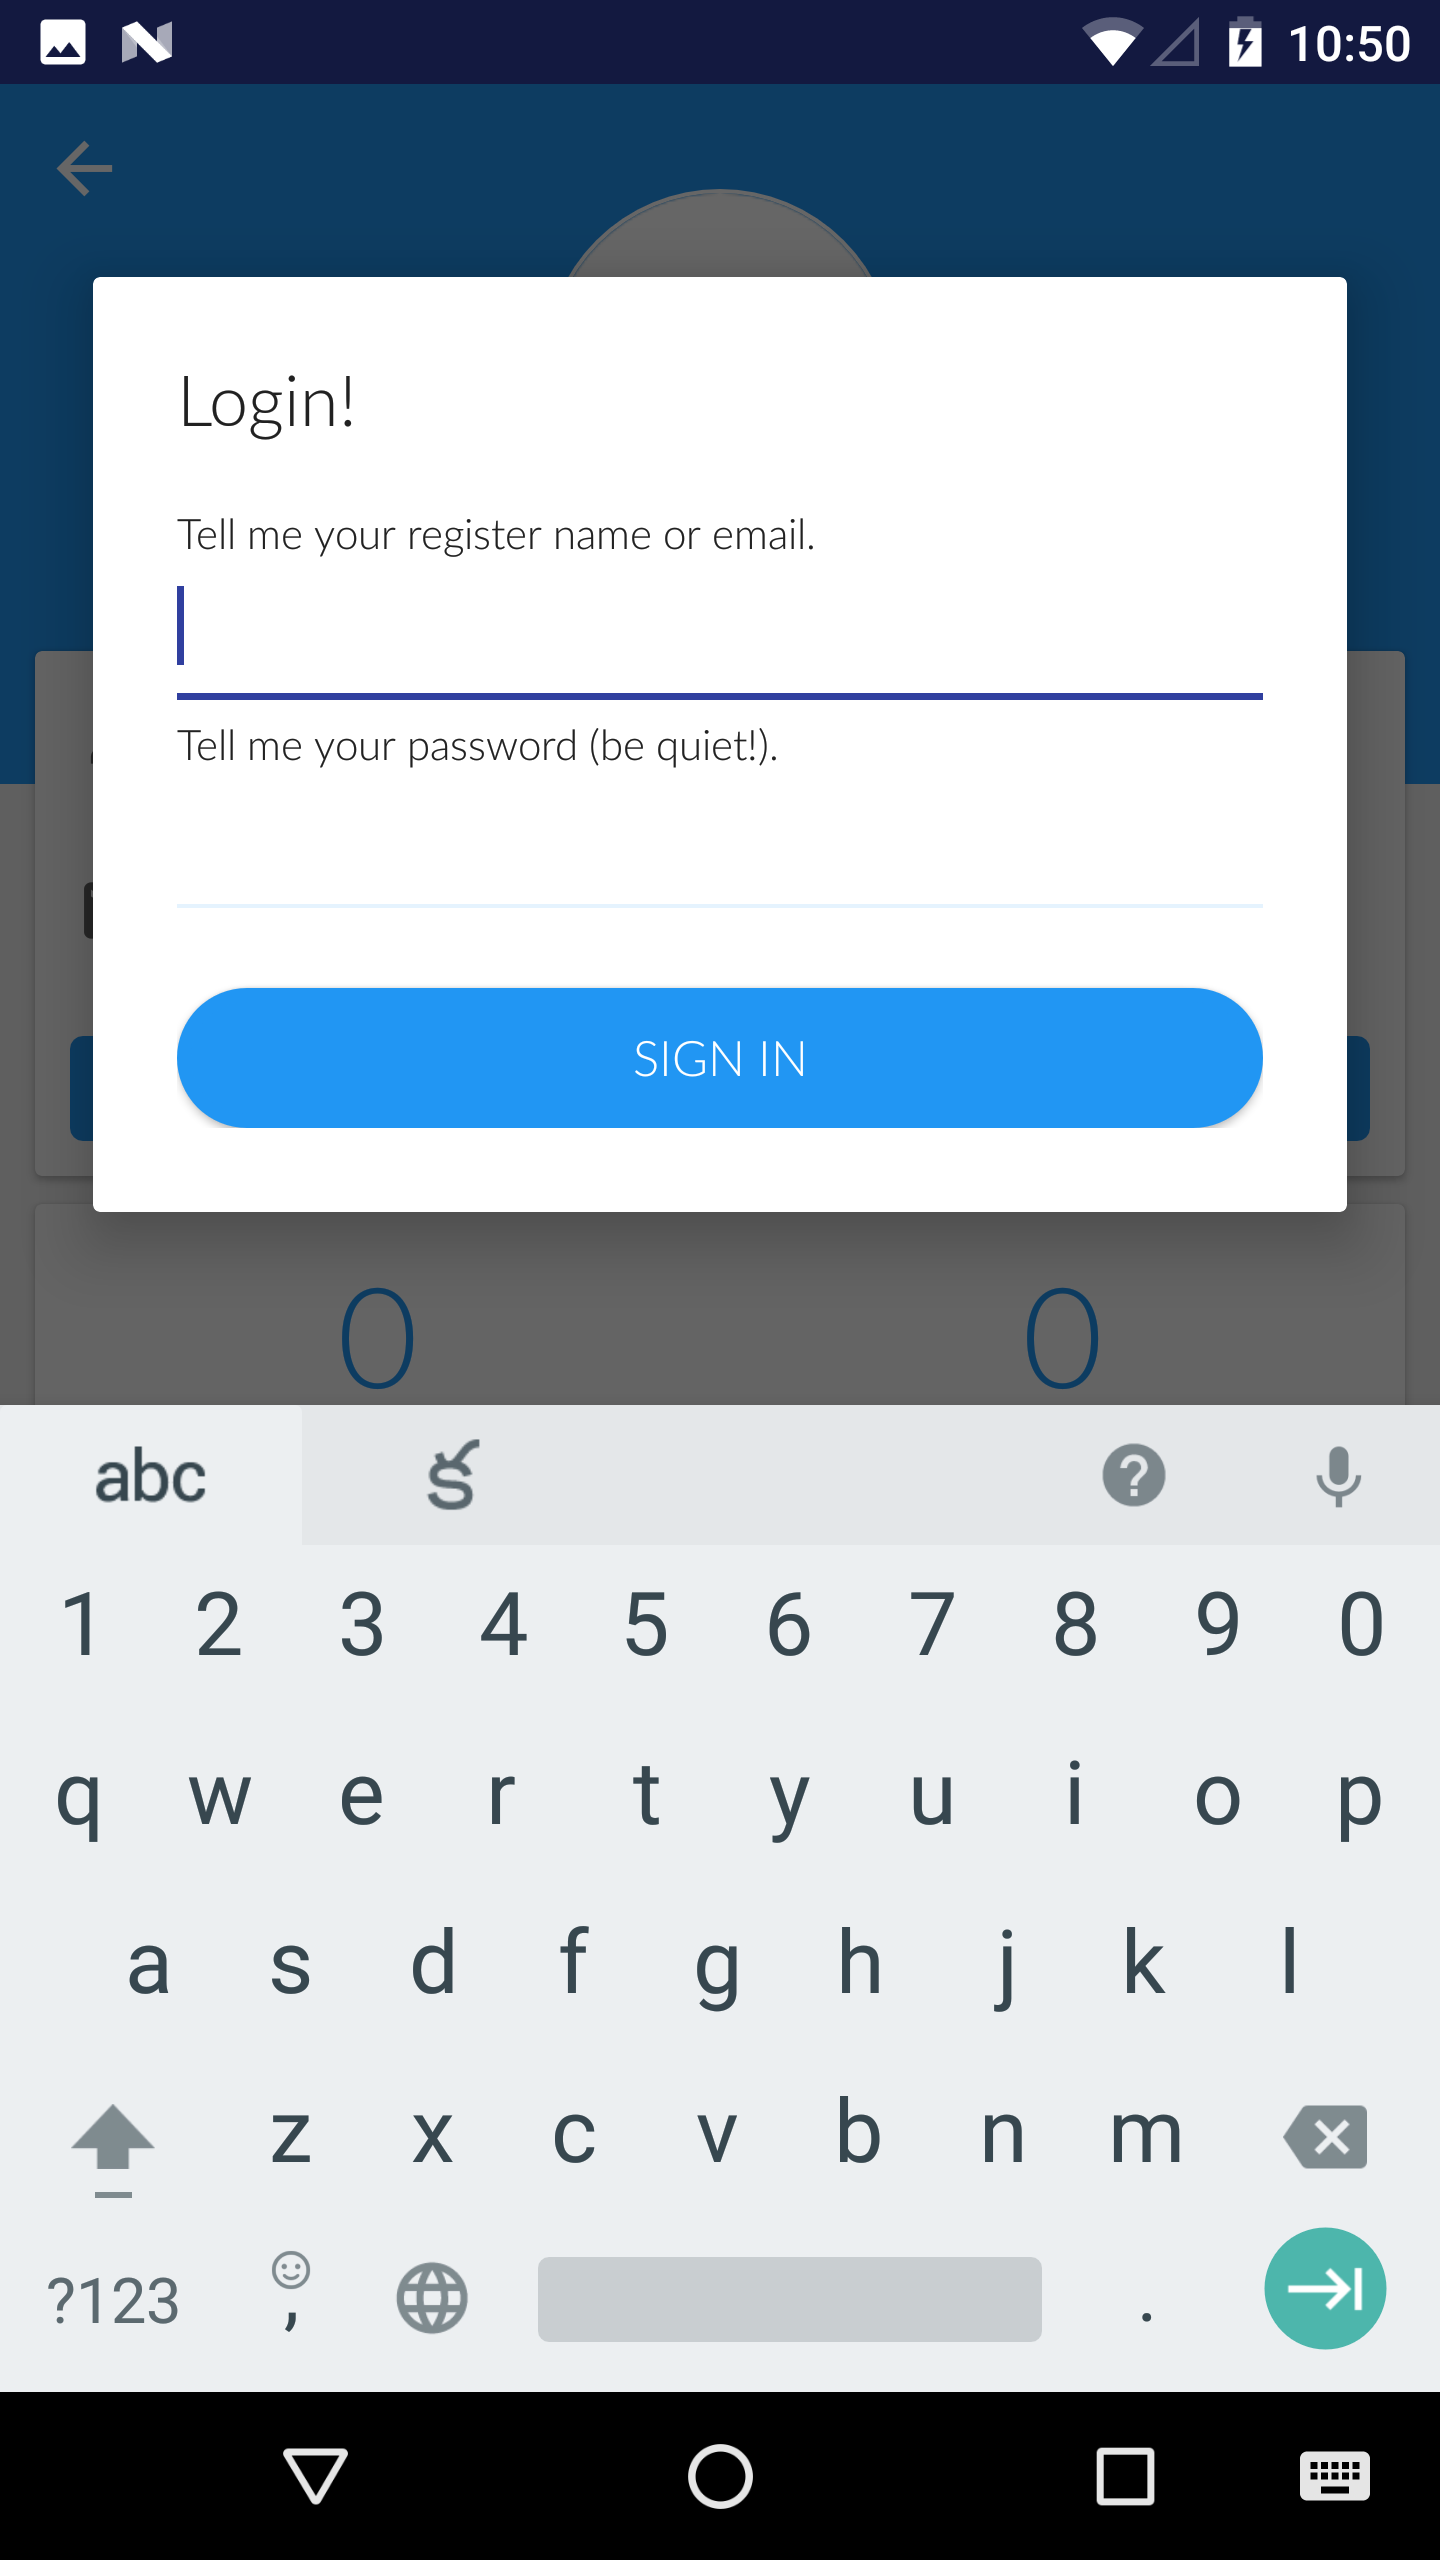 10:50
Login!
Tell me your register name or email.
Tell me your password (be quiet!).
SIGN IN
0 0
abc క
1 2 3 4 5 6 7 8 9 0
q w e r t y u i o p
a s d f g h j k l
z x c v b n m
?123 , .